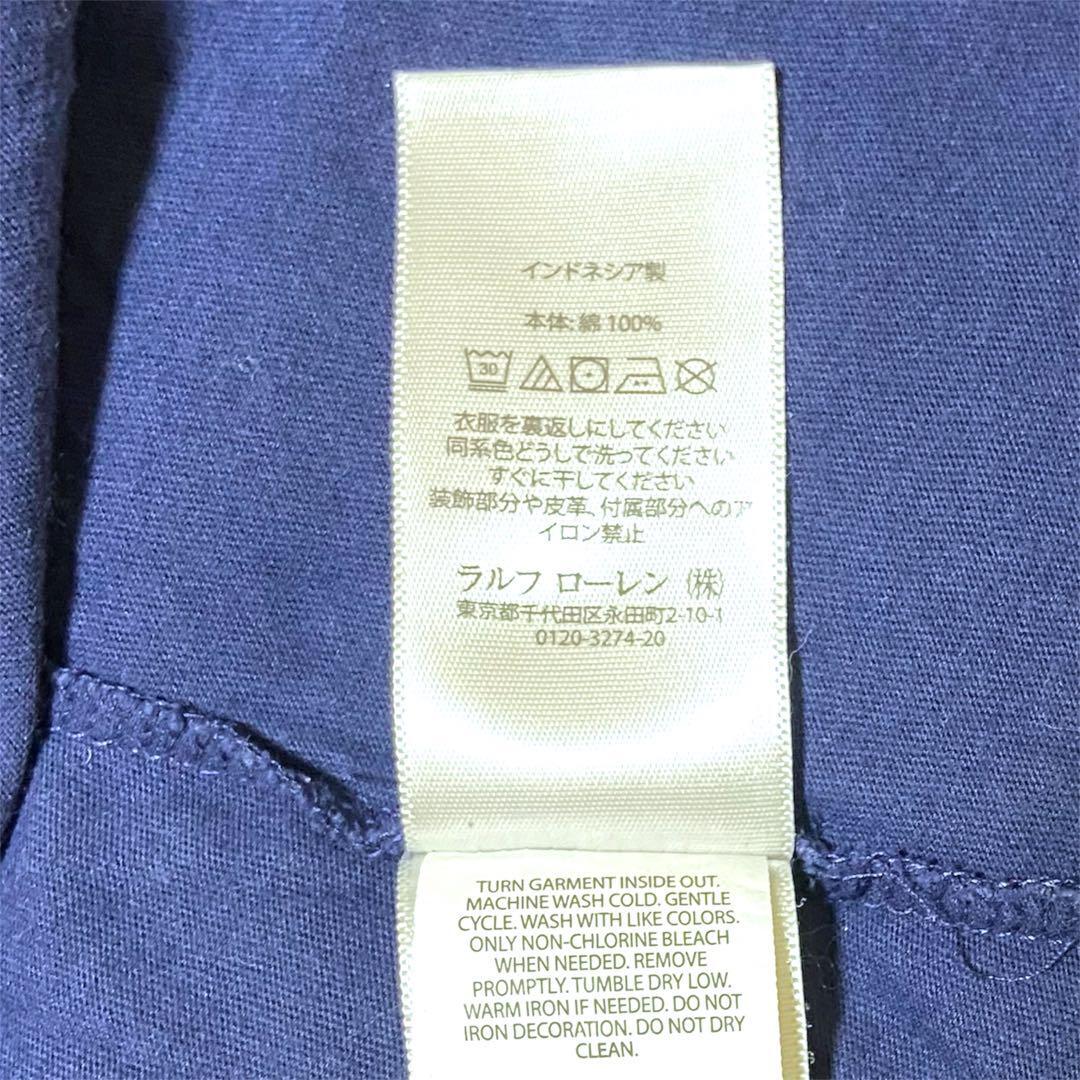 インドネシア製
本体: 綿 100%
30
衣服を裏返しにしてください
同系色どうしで洗ってください
すぐに干してください
装飾部分や皮革、付属部分へのア
イロン禁止
ラルフ ローレン (株)
東京都千代田区永田町2-10-1
0120-3274-20
TURN GARMENT INSIDE OUT.
MACHINE WASH COLD. GENTLE
CYCLE. WASH WITH LIKE COLORS.
ONLY NON-CHLORINE BLEACH
WHEN NEEDED. REMOVE
PROMPTLY. TUMBLE DRY LOW.
WARM IRON IF NEEDED. DO NOT
IRON DECORATION. DO NOT DRY
CLEAN.